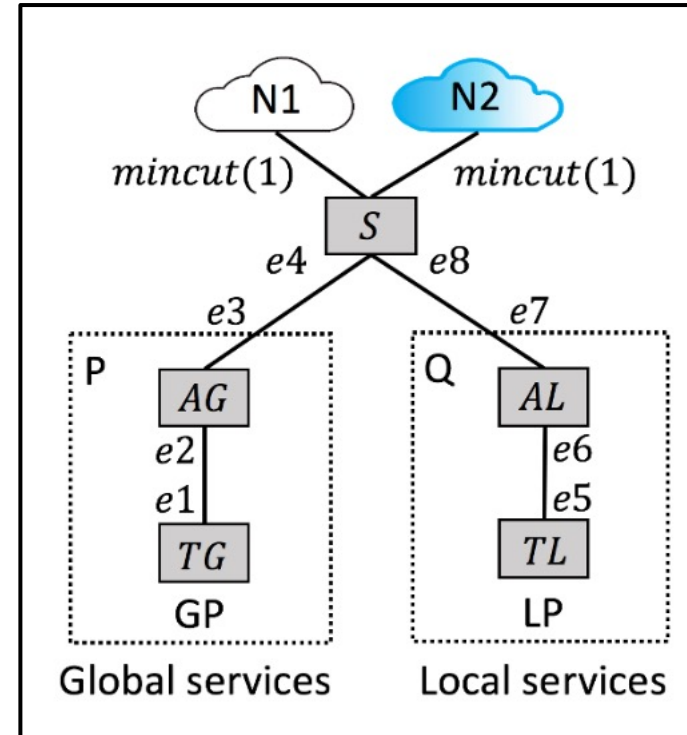 N1
N2
mincut(1)
mincut(1)
S
e4
e8
e3
e7
P
Q
AG
AL
e2
e6
e1
e5
TG
TL
GP
LP
Global services
Local services